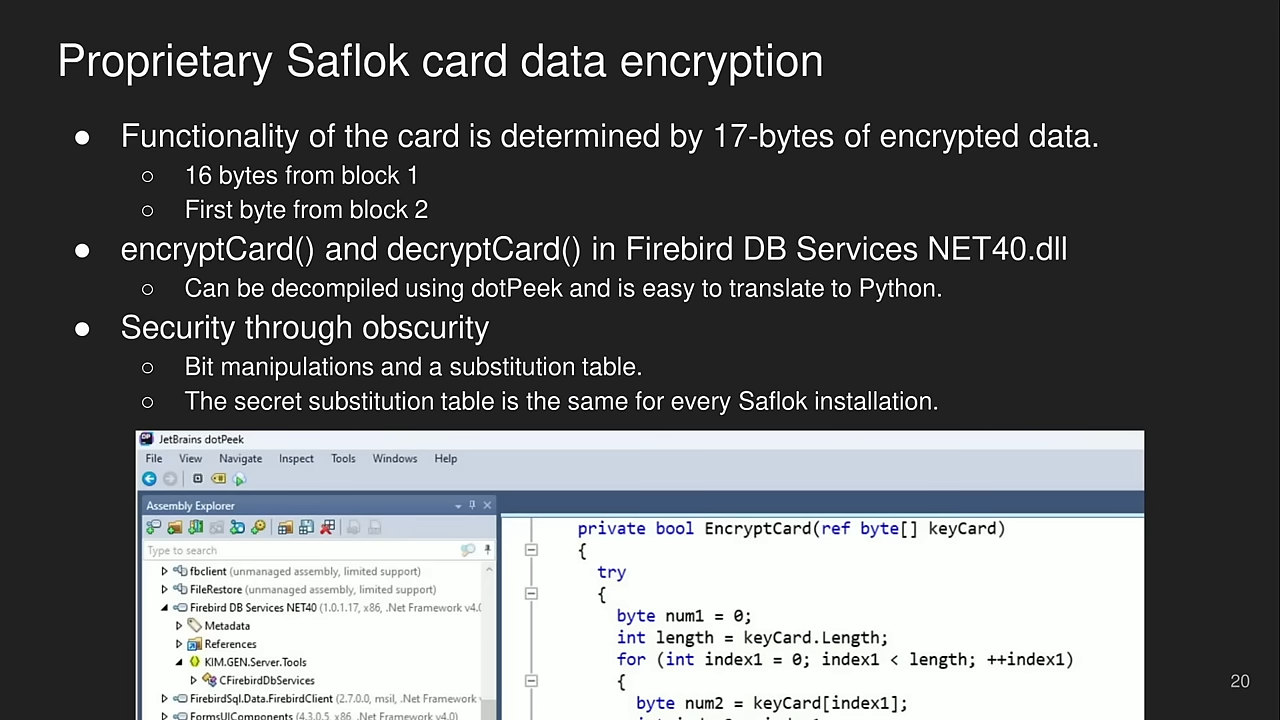 Proprietary Saflok card data encryption
● Functionality of the card is determined by 17-bytes of encrypted data.
○ 16 bytes from block 1
○ First byte from block 2
● encryptCard() and decryptCard() in Firebird DB Services NET40.dll
○ Can be decompiled using dotPeek and is easy to translate to Python.
● Security through obscurity
○ Bit manipulations and a substitution table.
○ The secret substitution table is the same for every Saflok installation.
JetBrains dotPeek
File View Navigate Inspect Tools Windows Help
Assembly Explorer
Type to search
fbclient (unmanaged assembly, limited support)
FileRestore (unmanaged assembly, limited support)
Firebird DB Services NET40 (1.0.1.17, x86, .Net Framework v4.0
Metadata
References
KIM.GEN.Server.Tools
CFirebirdDbServices
FirebirdSql.Data.FirebirdClient (2.7.0.0, msil, .Net Framework
FormsUIComponents (4.3.0.5, x86, .Net Framework v4.0)
private bool EncryptCard(ref byte[] keyCard)
{
try
{
byte num1 = 0;
int length = keyCard.Length;
for (int index1 = 0; index1 < length; ++index1)
{
byte num2 = keyCard[index1];
20